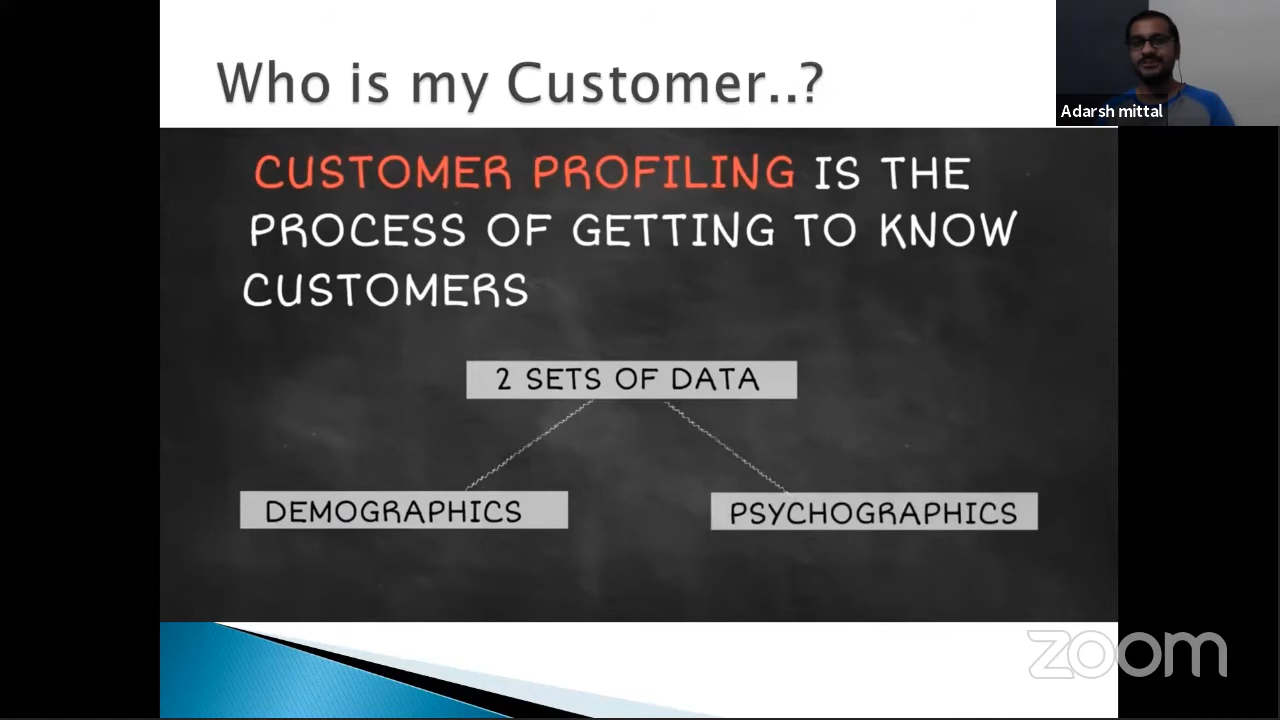 Who is my Customer..?
Adarsh mittal
CUSTOMER PROFILING IS THE
PROCESS OF GETTING TO KNOW
CUSTOMERS
2 SETS OF DATA
DEMOGRAPHICS
PSYCHOGRAPHICS
zoom